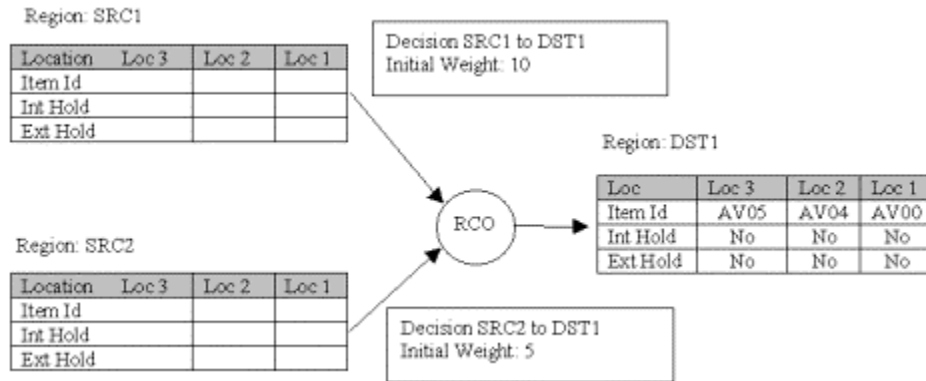 Region: SRC1
Location Loc 3 Loc 2 Loc 1
Item Id
Int Hold
Ext Hold
Decision SRC1 to DST1
Initial Weight: 10
Region: DST1
Loc Loc 3 Loc 2 Loc 1
Item Id AV05 AV04 AV00
Int Hold No No No
Ext Hold No No No
RCO
Region: SRC2
Location Loc 3 Loc 2 Loc 1
Item Id
Int Hold
Ext Hold
Decision SRC2 to DST1
Initial Weight: 5